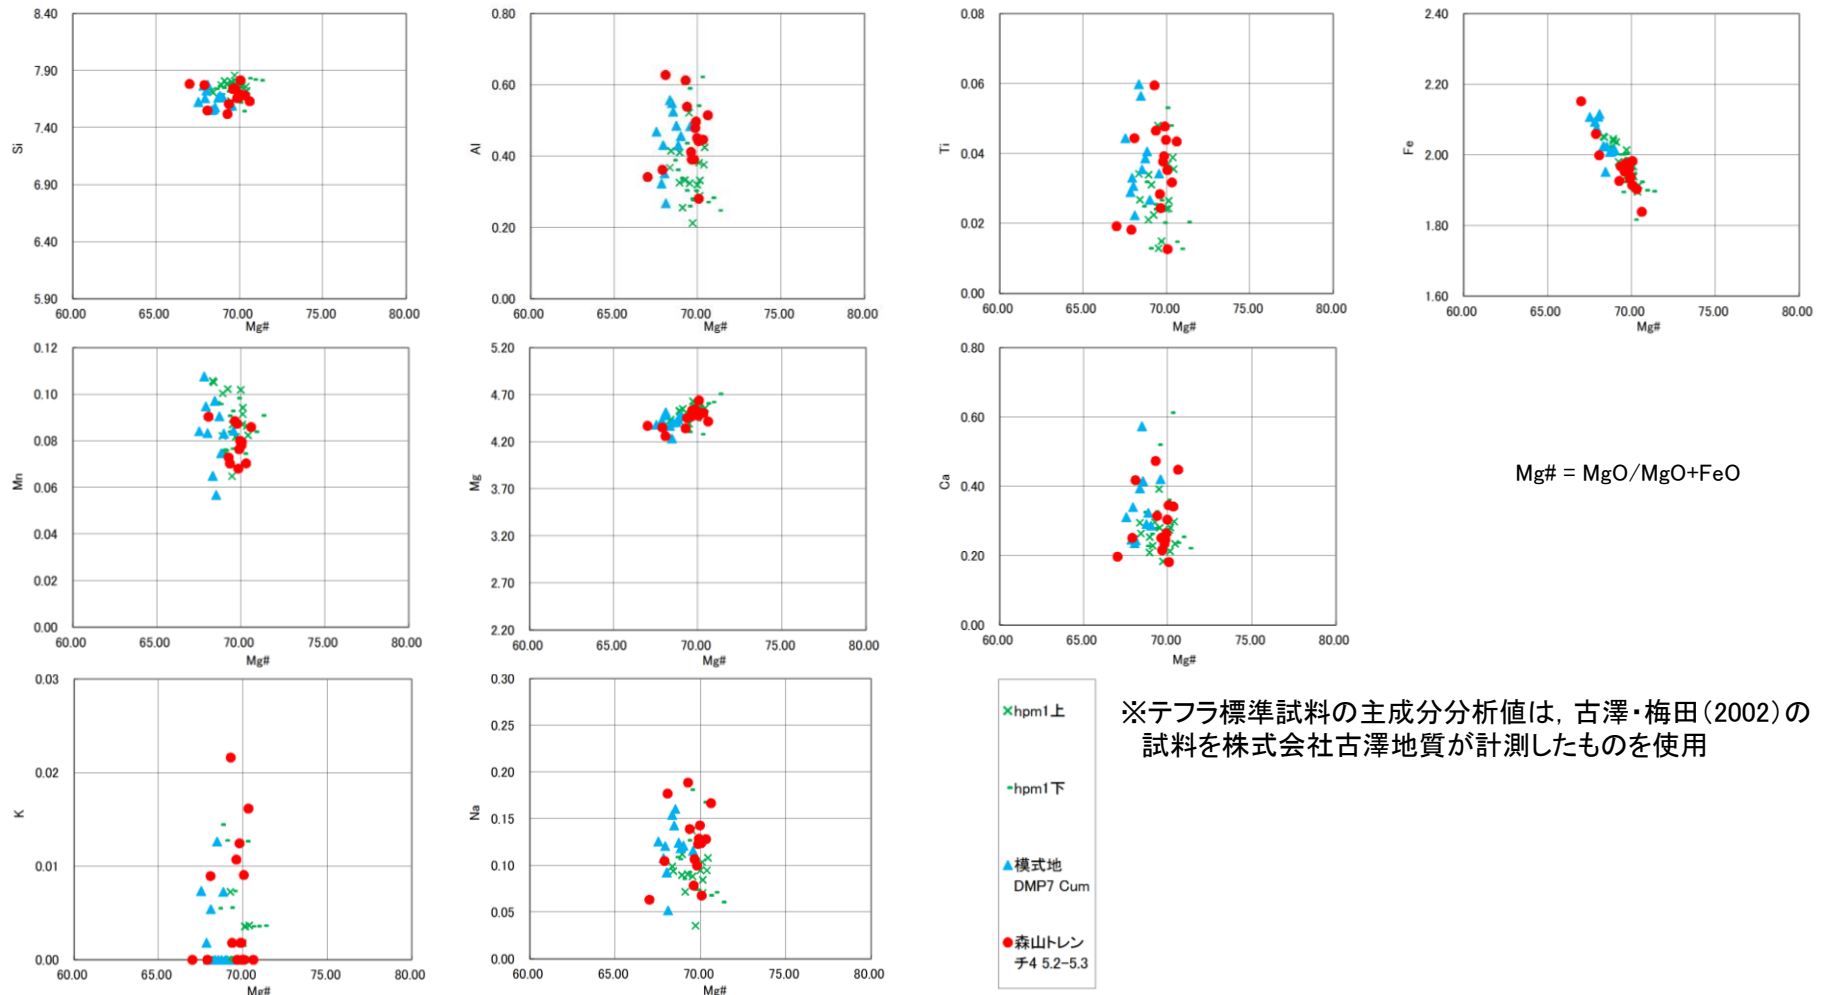 8.40
7.90
7.40
6.90
6.40
5.90
Si
60.00 65.00 70.00 75.00 80.00
Mg#
0.80
0.60
0.40
0.20
0.00
Al
60.00 65.00 70.00 75.00 80.00
Mg#
0.08
0.06
0.04
0.02
0.00
Ti
60.00 65.00 70.00 75.00 80.00
Mg#
2.40
2.20
2.00
1.80
1.60
Fe
60.00 65.00 70.00 75.00 80.00
Mg#
0.12
0.10
0.08
0.06
0.04
0.02
0.00
Mn
60.00 65.00 70.00 75.00 80.00
Mg#
5.20
4.70
4.20
3.70
3.20
2.70
2.20
Mg
60.00 65.00 70.00 75.00 80.00
Mg#
0.80
0.60
0.40
0.20
0.00
Ca
60.00 65.00 70.00 75.00 80.00
Mg#
Mg# = MgO/MgO+FeO
0.03
0.02
0.01
0.00
K
60.00 65.00 70.00 75.00 80.00
Mg#
0.30
0.25
0.20
0.15
0.10
0.05
0.00
Na
60.00 65.00 70.00 75.00 80.00
Mg#
hpm1上
hpm1下
模式地
DMP7 Cum
森山トレン
チ4 5.2-5.3
※テフラ標準試料の主成分分析値は，古澤・梅田（2002）の
試料を株式会社古澤地質が計測したものを使用